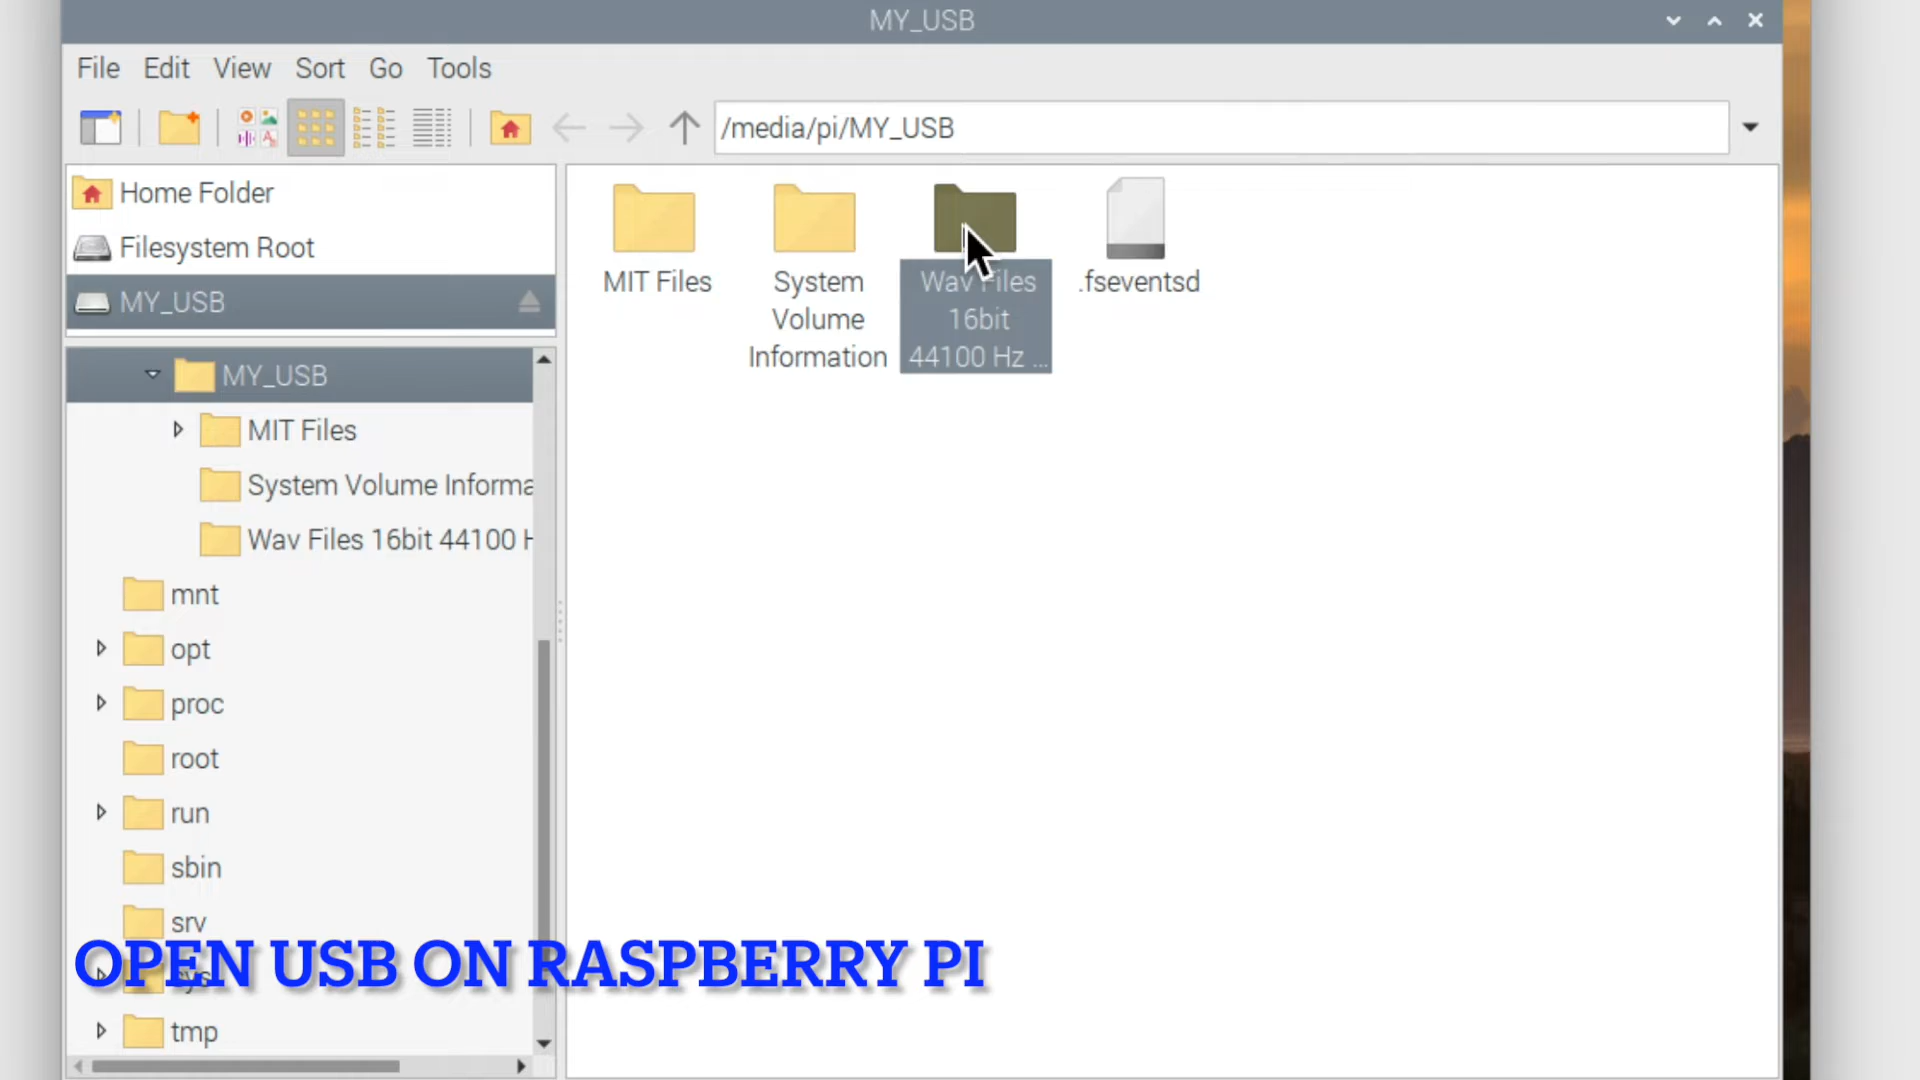 MY_USB
File Edit View Sort Go Tools
/media/pi/MY_USB
Home Folder
Filesystem Root
MY_USB
MY_USB
MIT Files
System Volume Informa
Wav Files 16bit 44100 H
mnt
opt
proc
root
run
sbin
srv
sys
tmp
MIT Files
System
Volume
Information
Wav Files
16bit
44100 Hz ...
.fseventsd
OPEN USB ON RASPBERRY PI